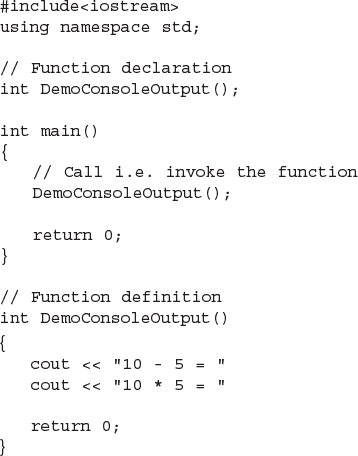 #include<iostream>
using namespace std;
// Function declaration
int DemoConsoleOutput();
int main()
{
// Call i.e. invoke the function
DemoConsoleOutput();
return 0;
}
// Function definition
int DemoConsoleOutput()
{
cout << "10 - 5 = "
cout << "10 * 5 = "
return 0;
}